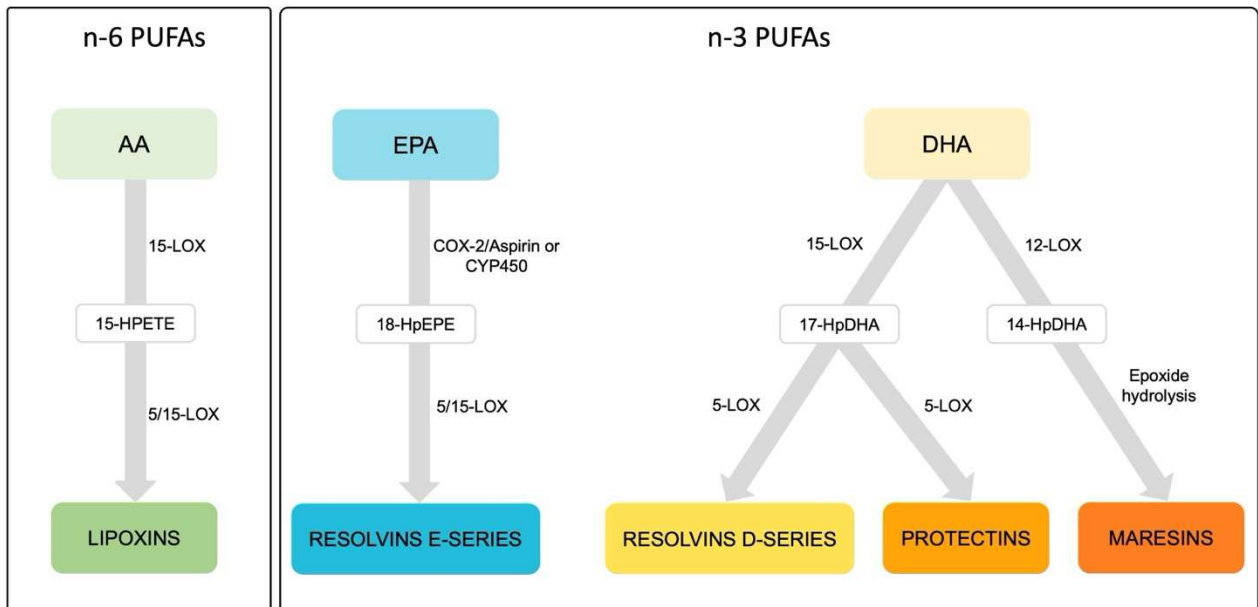 n-6 PUFAs
n-3 PUFAs
AA
EPA
DHA
15-LOX
COX-2/Aspirin or
CYP450
15-LOX
12-LOX
15-HPETE
18-HpEPE
17-HpDHA
14-HpDHA
5/15-LOX
5/15-LOX
5-LOX
5-LOX
Epoxide
hydrolysis
LIPOXINS
RESOLVINS E-SERIES
RESOLVINS D-SERIES
PROTECTINS
MARESINS